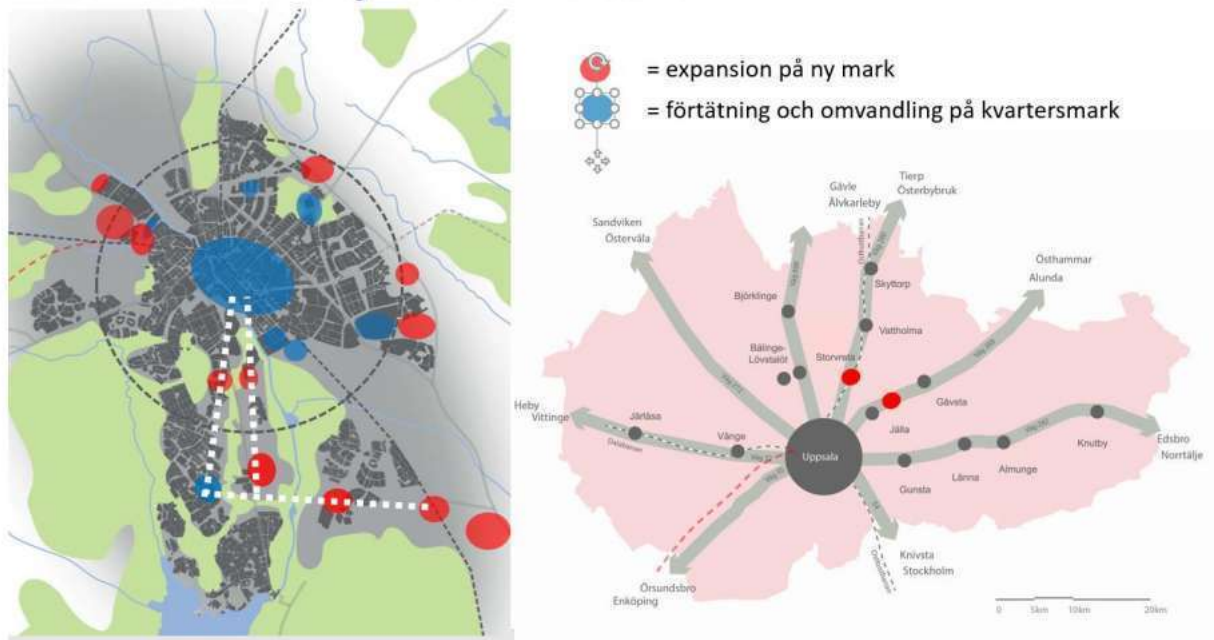 = expansion på ny mark
= förtätning och omvandling på kvartersmark
Tierp
Österbybruk
Gävle
Älvkarleby
Sandviken
Östervåla
Östhammar
Alunda
Skyttorp
Björklinge
Vattholma
Bälinge-
Lövstalöt
Storvreta
Gåvsta
Heby
Vittinge
Järlåsa
Jälla
Vänge
Knutby
Edsbro
Norrtälje
Uppsala
Gunsta
Länna
Almunge
Knivsta
Stockholm
Örsundsbro
Enköping
0 5km 10km 20km